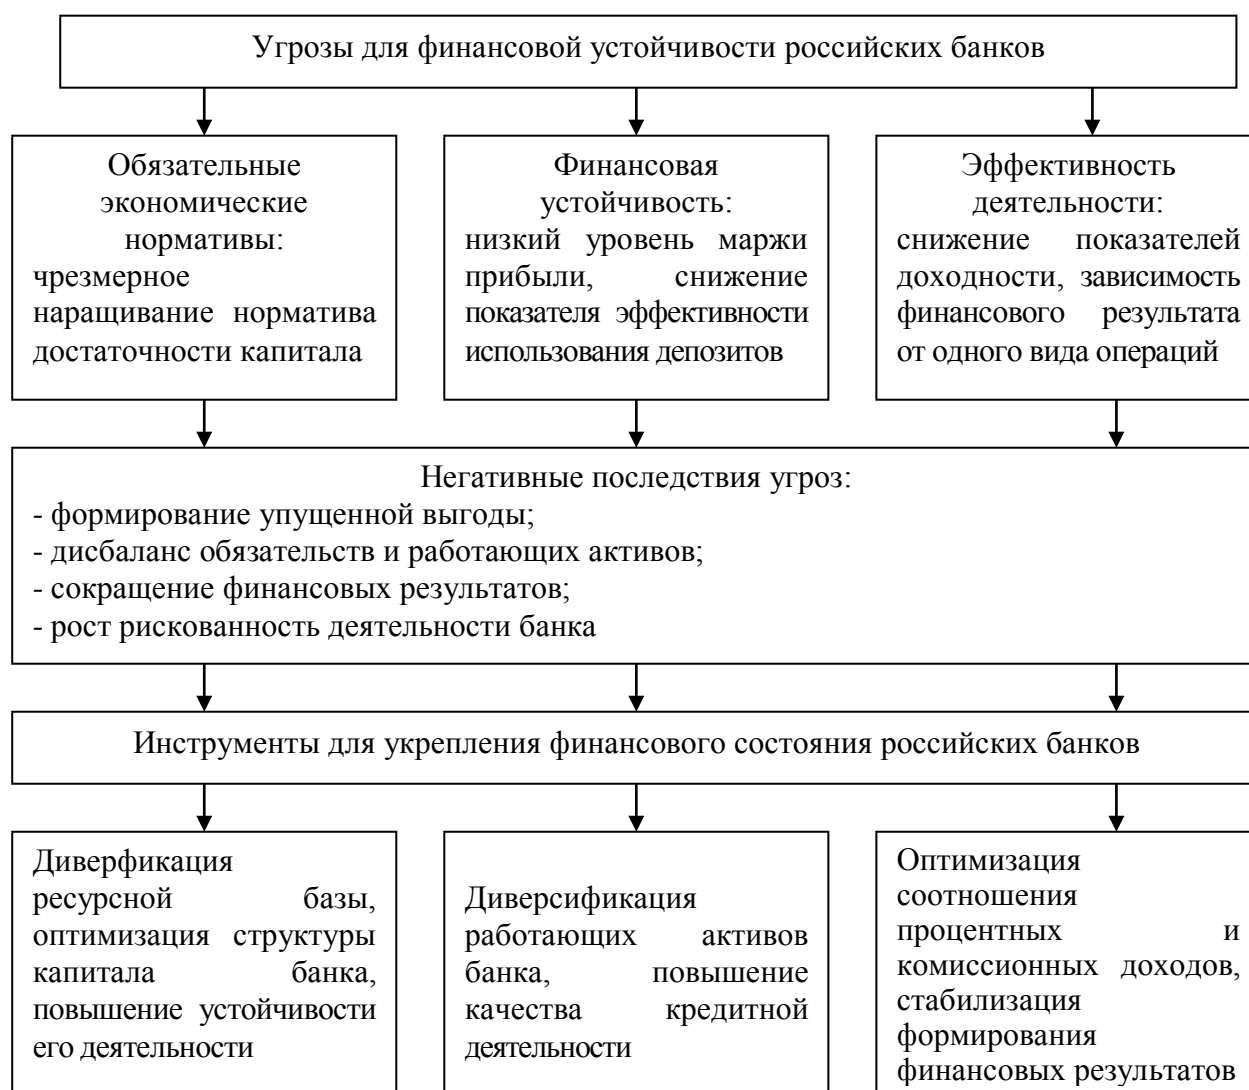 Угрозы для финансовой устойчивости российских банков
Обязательные
экономические
нормативы:
чрезмерное
наращивание норматива
достаточности капитала
Финансовая
устойчивость:
низкий уровень маржи
прибыли, снижение
показателя эффективности
использования депозитов
Эффективность
деятельности:
снижение показателей
доходности, зависимость
финансового результата
от одного вида операций
Негативные последствия угроз:
- формирование упущенной выгоды;
- дисбаланс обязательств и работающих активов;
- сокращение финансовых результатов;
- рост рискованность деятельности банка
Инструменты для укрепления финансового состояния российских банков
Диверфикация
ресурсной базы,
оптимизация структуры
капитала банка,
повышение устойчивости
его деятельности
Диверсификация
работающих активов
банка, повышение
качества кредитной
деятельности
Оптимизация
соотношения
процентных и
комиссионных доходов,
стабилизация
формирования
финансовых результатов